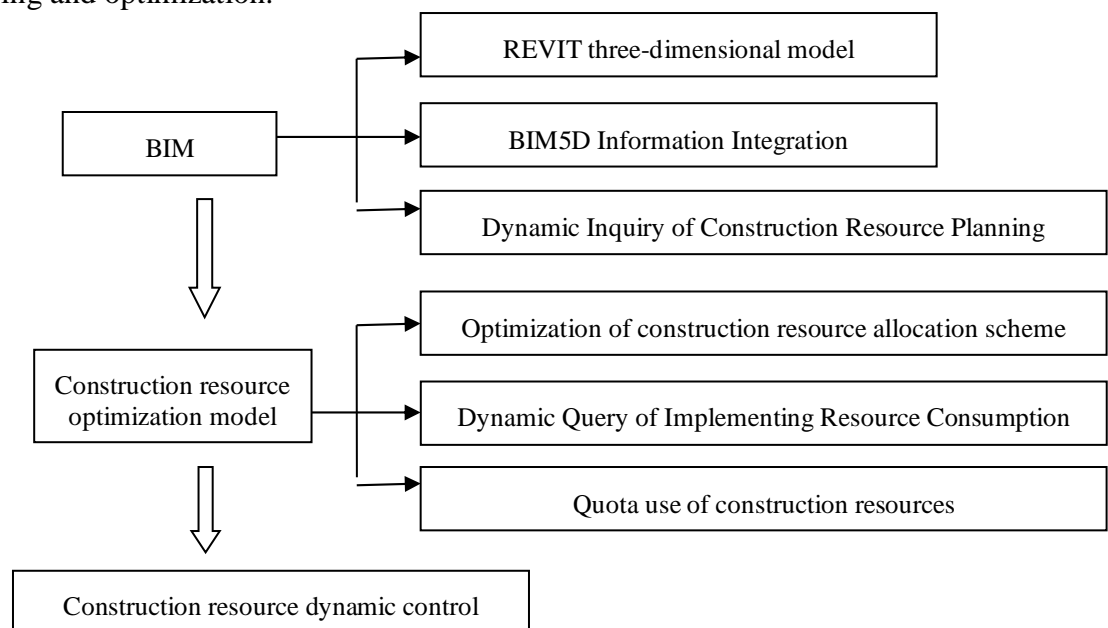 ing and optimization.
REVIT three-dimensional model
BIM
BIM5D Information Integration
Dynamic Inquiry of Construction Resource Planning
Optimization of construction resource allocation scheme
Construction resource
optimization model
Dynamic Query of Implementing Resource Consumption
Quota use of construction resources
Construction resource dynamic control